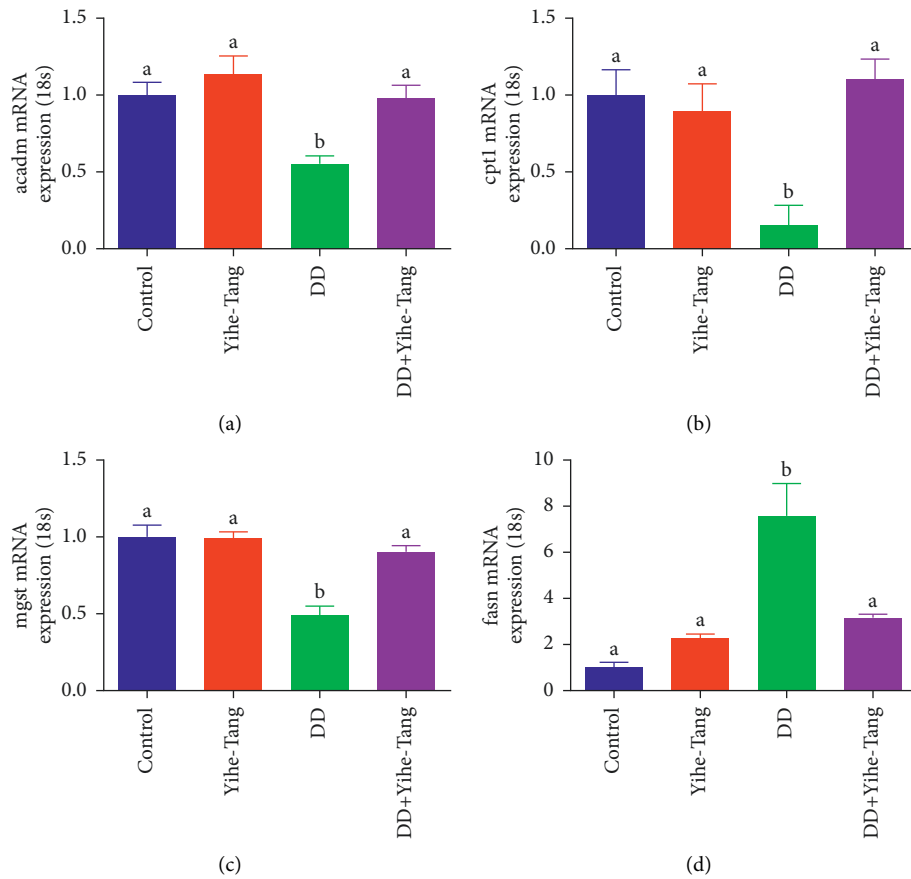 acadm mRNA
expression (18s)
1.5
1.0
0.5
0.0
a
a
b
a
Control
Yihe-Tang
DD
DD+Yihe-Tang
(a)
cpt1 mRNA
expression (18s)
1.5
1.0
0.5
0.0
a
a
b
a
Control
Yihe-Tang
DD
DD+Yihe-Tang
(b)
mgst mRNA
expression (18s)
1.5
1.0
0.5
0.0
a
a
b
a
Control
Yihe-Tang
DD
DD+Yihe-Tang
(c)
fasn mRNA
expression (18s)
10
8
6
4
2
0
a
a
b
a
Control
Yihe-Tang
DD
DD+Yihe-Tang
(d)